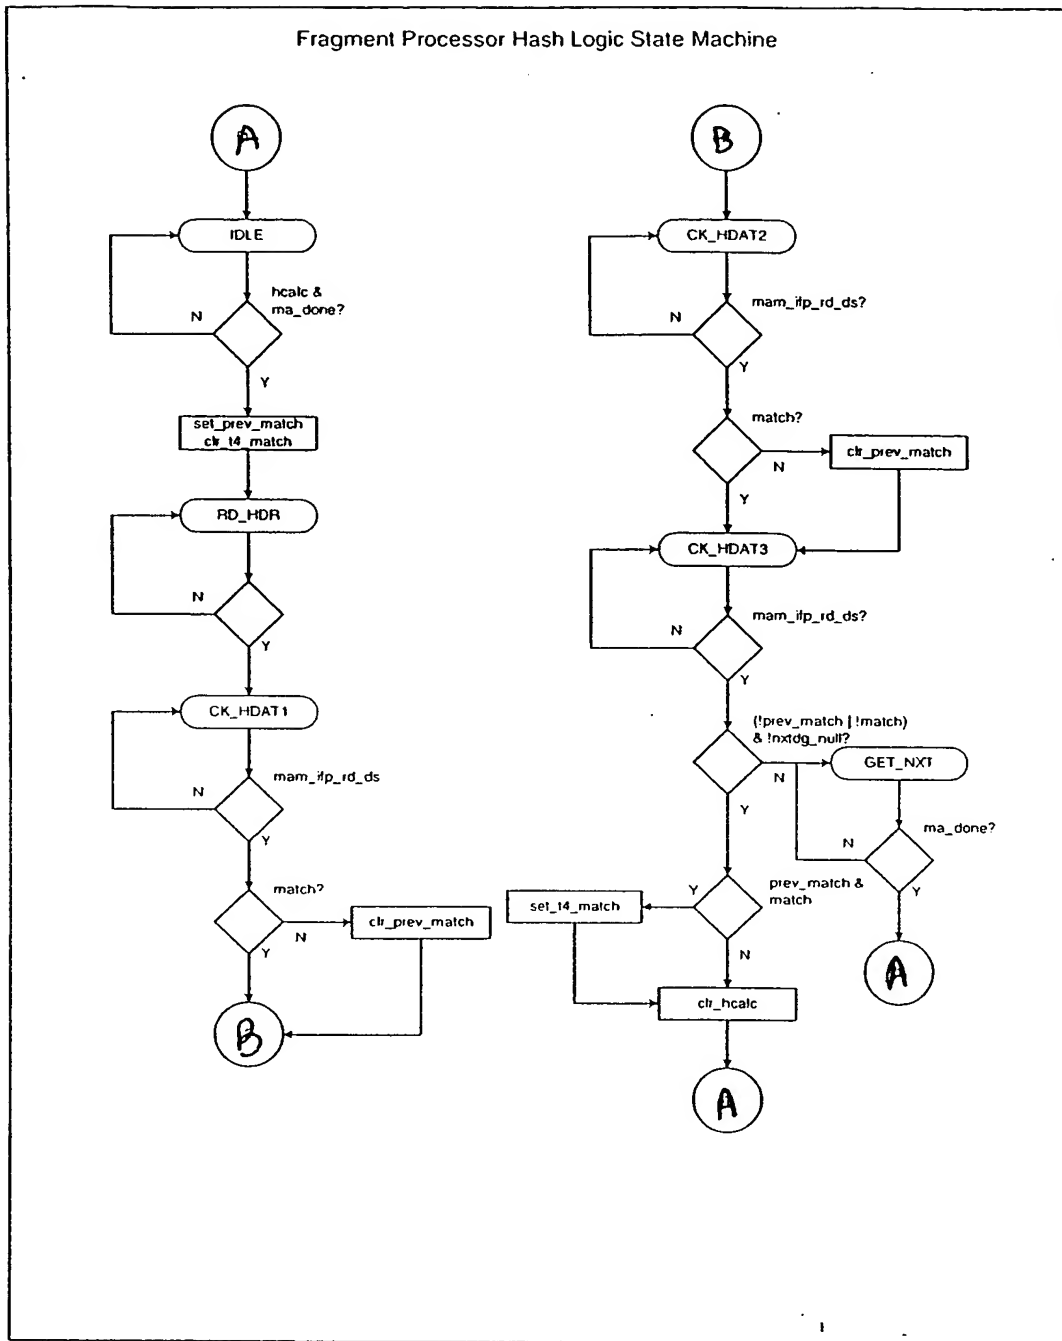 Fragment Processor Hash Logic State Machine
A
IDLE
hcalc &
ma_done?
N
Y
set_prev_match
clr_t4_match
RD_HDR
N
Y
CK_HDAT1
mam_ifp_rd_ds
N
Y
match?
N
clr_prev_match
Y
B
B
CK_HDAT2
mam_ifp_rd_ds?
N
Y
match?
N
clr_prev_match
Y
CK_HDAT3
mam_ifp_rd_ds?
N
Y
(!prev_match | !match)
& !nxtdg_null?
N
GET_NXT
Y
ma_done?
N
Y
A
prev_match &
match
Y
set_t4_match
N
clr_hcalc
A